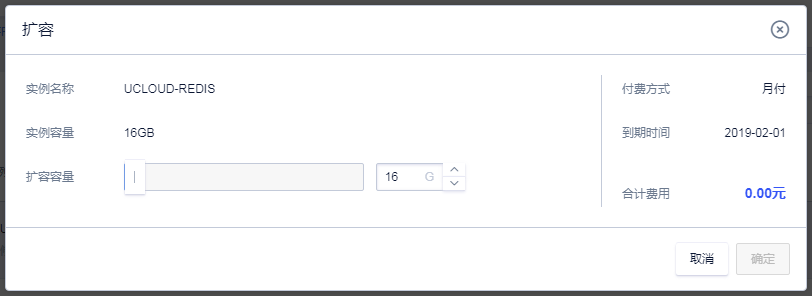 扩容
实例名称 UCLOUD-REDIS
实例容量 16GB
扩容容量 16 G
付费方式 月付
到期时间 2019-02-01
合计费用 0.00元
取消 确定